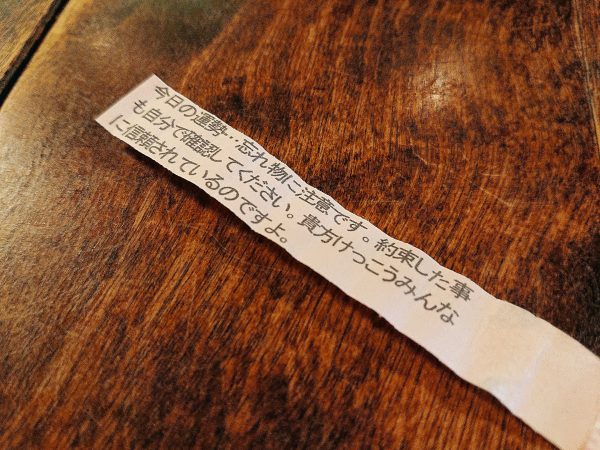 今日の運勢：忘れ物に注意です。約束した事
も自分で確認してください。貴方けっこうみんな
に信頼されているのですよ。